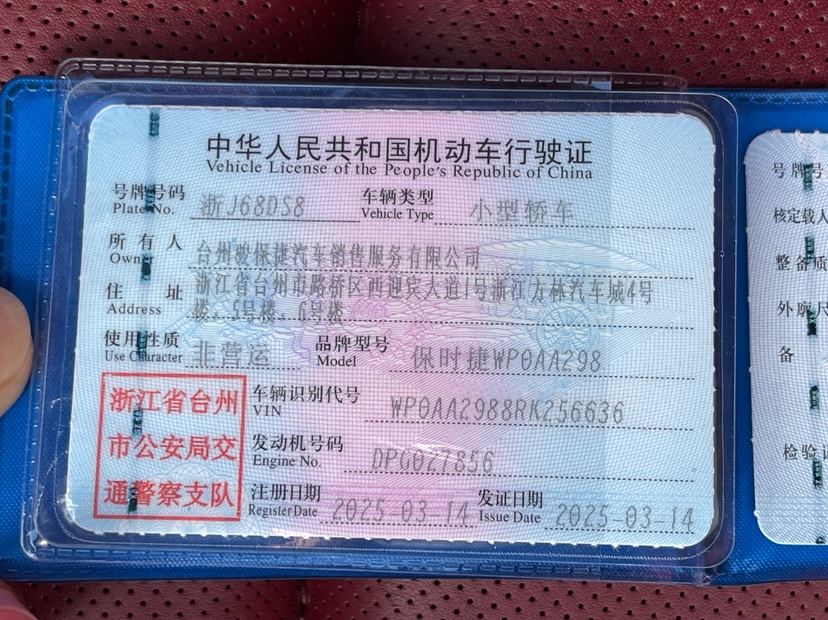 中华人民共和国机动车行驶证
Vehicle License of the People's Republic of China
号牌号码 浙J68DS8 车辆类型 小型轿车
Plate No. Vehicle Type
所有人 台州骏保捷汽车销售服务有限公司
Owner
住址 浙江省台州市路桥区西迎宾大道1号浙江方林汽车城4号
Address 楼、5号楼、6号楼
使用性质 非营运 品牌型号 保时捷WP0AA298
Use Character Model
浙江省台州
市公安局交
通警察支队
车辆识别代号 WP0AA2988RK256636
VIN
发动机号码 DPC027856
Engine No.
注册日期 2025-03-14 发证日期 2025-03-14
Register Date Issue Date
号牌号
核定载人
整备质
外廓尺
备
检验